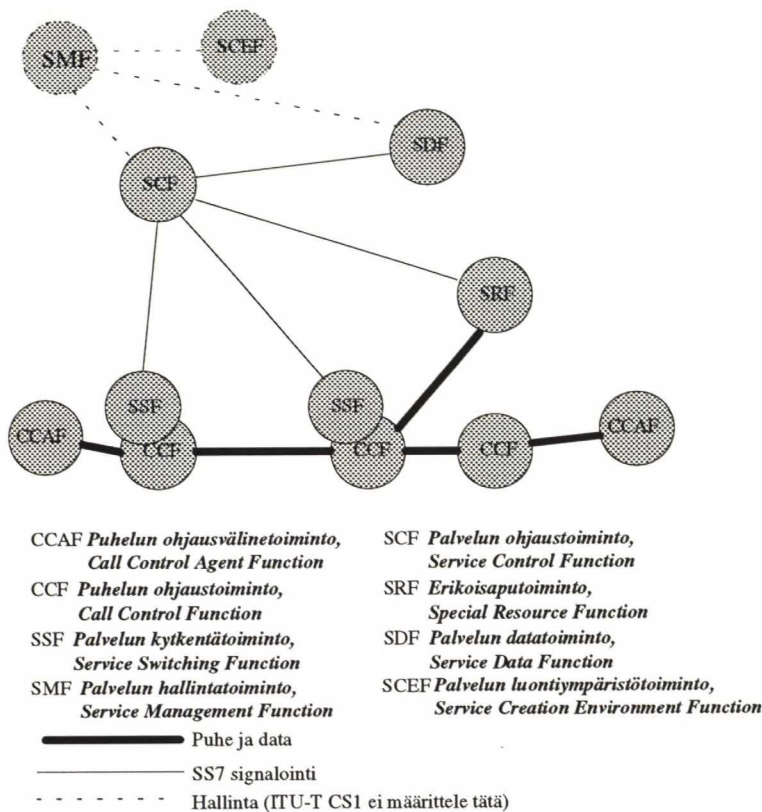 SMF
SCEF
SDF
SCF
SRF
SSF
SSF
CCAF
CCF
CCF
CCF
CCAF
CCAF Puhelun ohjausvälinetoiminto,
Call Control Agent Function
CCF Puhelun ohjaustoiminto,
Call Control Function
SSF Palvelun kytkentätoiminto,
Service Switching Function
SMF Palvelun hallintatoiminto,
Service Management Function
SCF Palvelun ohjaustoiminto,
Service Control Function
SRF Erikoisaputoiminto,
Special Resource Function
SDF Palvelun datatoiminto,
Service Data Function
SCEF Palvelun luontiympäristötoiminto,
Service Creation Environment Function
Puhe ja data
SS7 signalointi
Hallinta (ITU-T CS1 ei määrittele tätä)